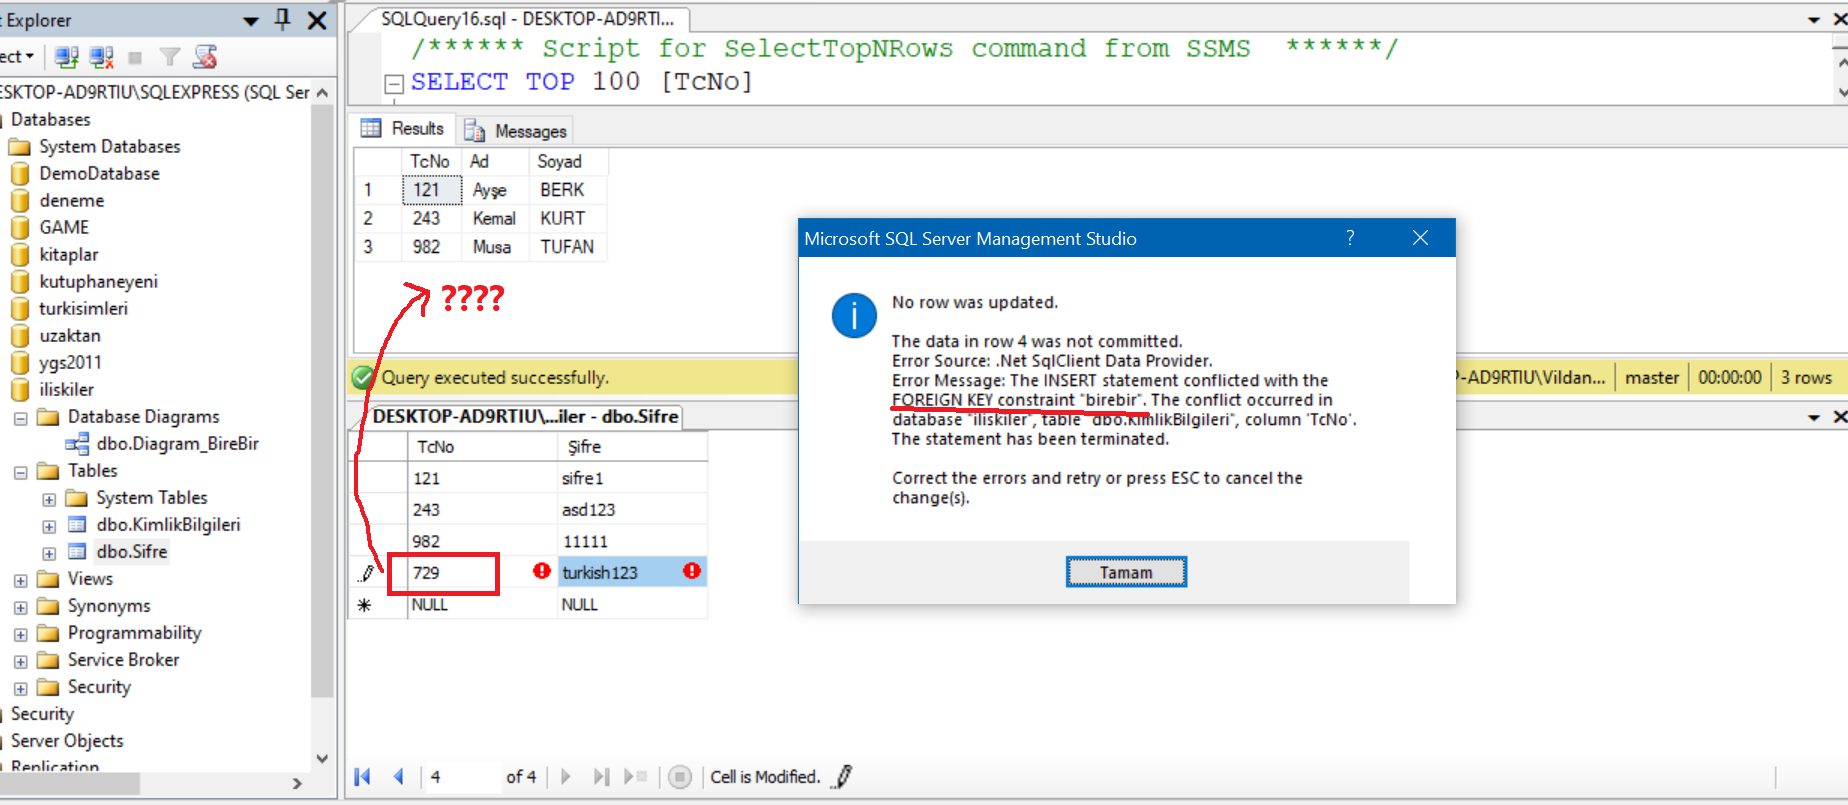 t Explorer
ect
ESKTOP-AD9RTIU\SQLEXPRESS (SQL Ser
Databases
System Databases
DemoDatabase
deneme
GAME
kitaplar
kutuphaneyeni
turkisimleri
uzaktan
ygs2011
iliskiler
Database Diagrams
dbo.Diagram_BireBir
Tables
System Tables
dbo.KimlikBilgileri
dbo.Sifre
Views
Synonyms
Programmability
Service Broker
Security
Security
Server Objects
Replication
SQLQuery16.sql - DESKTOP-AD9RTI...
/****** Script for SelectTopNRows command from SSMS ******/
SELECT TOP 100 [TcNo]
Results Messages
TcNo Ad Soyad
1 121 Ayşe BERK
2 243 Kemal KURT
3 982 Musa TUFAN
????
Query executed successfully.
P-AD9RTIU\Vildan... master 00:00:00 3 rows
DESKTOP-AD9RTIU\...iler - dbo.Sifre
TcNo Şifre
121 sifre1
243 asd123
982 11111
729 turkish123
NULL NULL
4 of 4 Cell is Modified.
Microsoft SQL Server Management Studio ?
No row was updated.
The data in row 4 was not committed.
Error Source: .Net SqlClient Data Provider.
Error Message: The INSERT statement conflicted with the
FOREIGN KEY constraint "birebir". The conflict occurred in
database "iliskiler", table "dbo.KimlikBilgileri", column 'TcNo'.
The statement has been terminated.
Correct the errors and retry or press ESC to cancel the
change(s).
Tamam